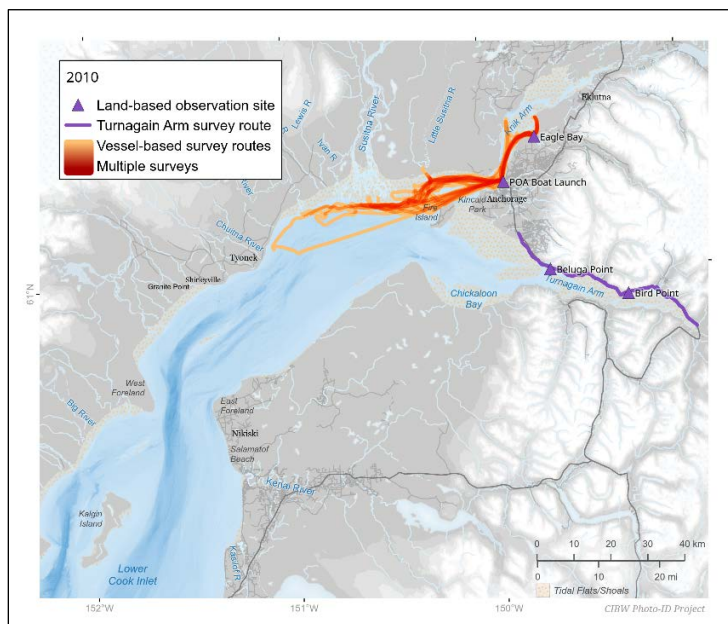 2010
Land-based observation site
Turnagain Arm survey route
Vessel-based survey routes
Multiple surveys
Lewis R
Ivan R
River
Susitna River
Little Susitna R
Knik Arm
Eklutna
Eagle Bay
POA Boat Launch
Anchorage
Kincaid
Park
Fire
Island
Chuitna River
Tyonek
Shirleyville
Granite Point
61°N
Beluga Point
Turnagain Arm
Bird Point
Chickaloon
Bay
West
Foreland
East
Foreland
Big River
Nikiski
Salamatof
Beach
Kenai River
Kalgin
Island
Kasilof R
Lower
Cook Inlet
0 10 20 30 40 km
0 10 20 mi
Tidal Flats/Shoals
CIBW Photo-ID Project
152°W
151°W
150°W